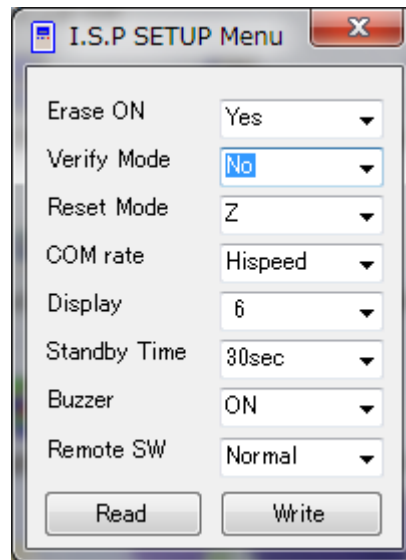 I.S.P SETUP Menu
Erase ON Yes
Verify Mode No
Reset Mode Z
COM rate Hispeed
Display 6
Standby Time 30sec
Buzzer ON
Remote SW Normal
Read Write